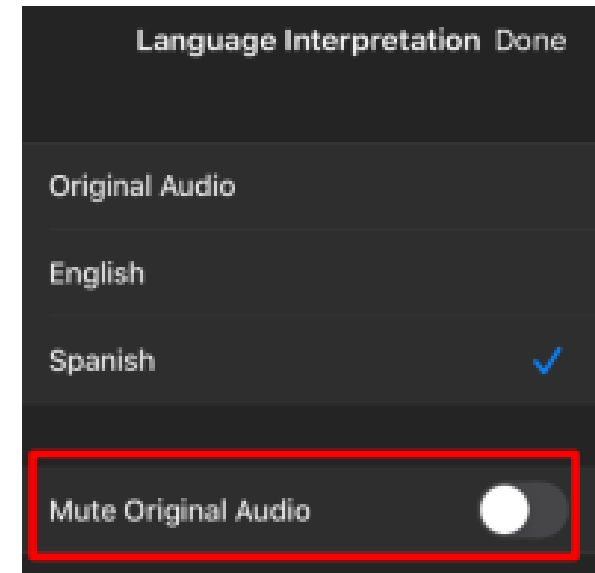 Language Interpretation Done
Original Audio
English
Spanish
Mute Original Audio